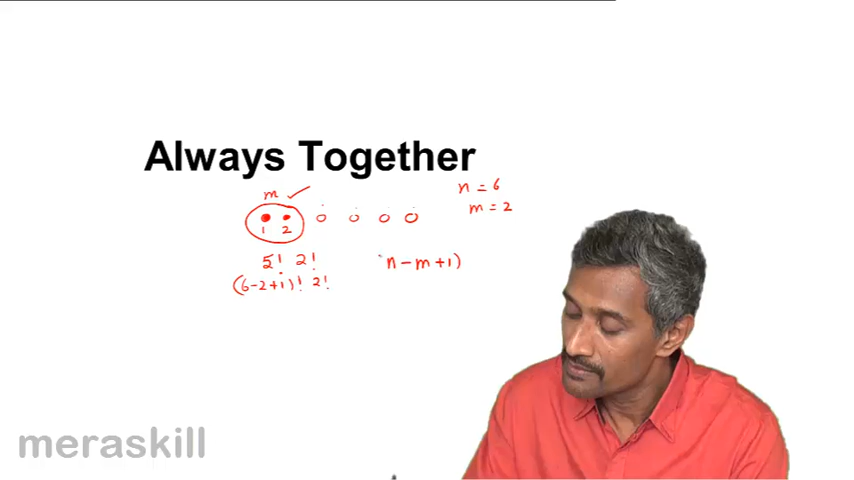 Always Together
m ✓
n = 6
m = 2
1 2
5! 2!
n - m + 1)
(6-2+1)! 2!
meraskill